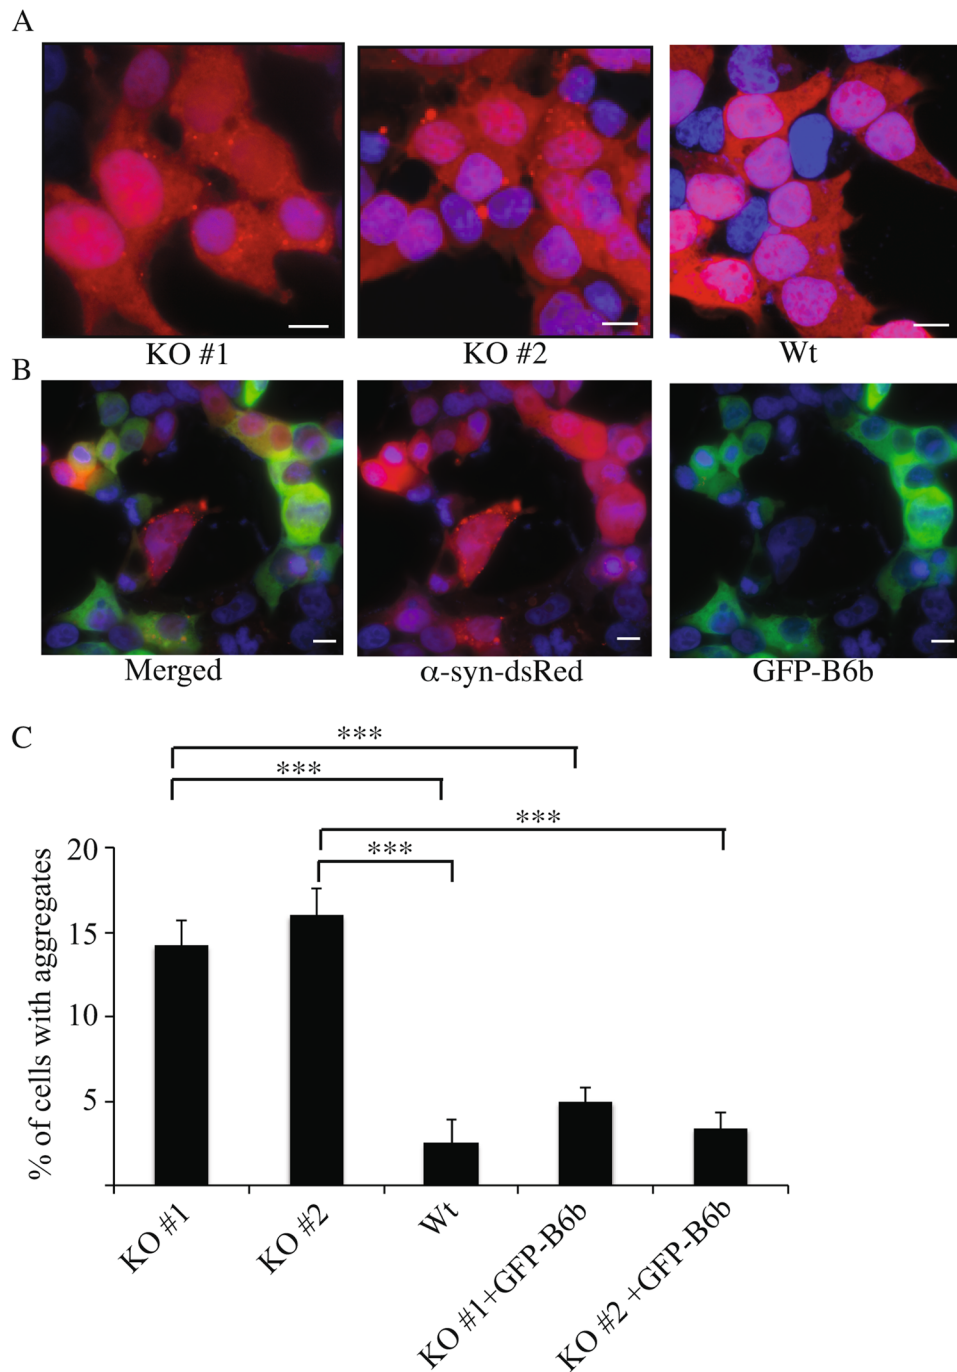 A
KO #1
KO #2
Wt
B
Merged
α-syn-dsRed
GFP-B6b
C
***
***
***
***
% of cells with aggregates
20
15
10
5
KO #1
KO #2
Wt
KO #1+GFP-B6b
KO #2 +GFP-B6b